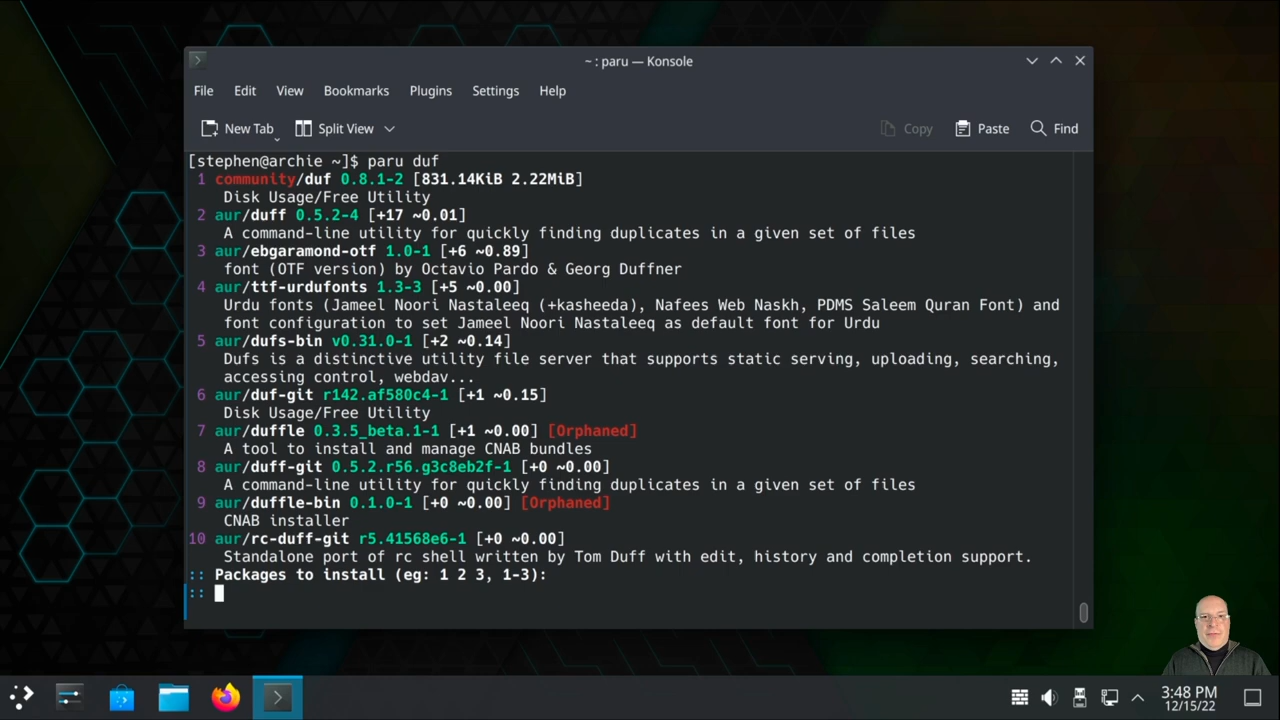 ~ : paru — Konsole
File Edit View Bookmarks Plugins Settings Help
New Tab Split View Copy Paste Find
[stephen@archie ~]$ paru duf
1 community/duf 0.8.1-2 [831.14KiB 2.22MiB]
Disk Usage/Free Utility
2 aur/duff 0.5.2-4 [+17 ~0.01]
A command-line utility for quickly finding duplicates in a given set of files
3 aur/ebgaramond-otf 1.0-1 [+6 ~0.89]
font (OTF version) by Octavio Pardo & Georg Duffner
4 aur/ttf-urdufonts 1.3-3 [+5 ~0.00]
Urdu fonts (Jameel Noori Nastaleeq (+kasheeda), Nafees Web Naskh, PDMS Saleem Quran Font) and
font configuration to set Jameel Noori Nastaleeq as default font for Urdu
5 aur/dufs-bin v0.31.0-1 [+2 ~0.14]
Dufs is a distinctive utility file server that supports static serving, uploading, searching,
accessing control, webdav...
6 aur/duf-git r142.af580c4-1 [+1 ~0.15]
Disk Usage/Free Utility
7 aur/duffle 0.3.5_beta.1-1 [+1 ~0.00] [Orphaned]
A tool to install and manage CNAB bundles
8 aur/duff-git 0.5.2.r56.g3c8eb2f-1 [+0 ~0.00]
A command-line utility for quickly finding duplicates in a given set of files
9 aur/duffle-bin 0.1.0-1 [+0 ~0.00] [Orphaned]
CNAB installer
10 aur/rc-duff-git r5.41568e6-1 [+0 ~0.00]
Standalone port of rc shell written by Tom Duff with edit, history and completion support.
:: Packages to install (eg: 1 2 3, 1-3):
::
3:48 PM
12/15/22